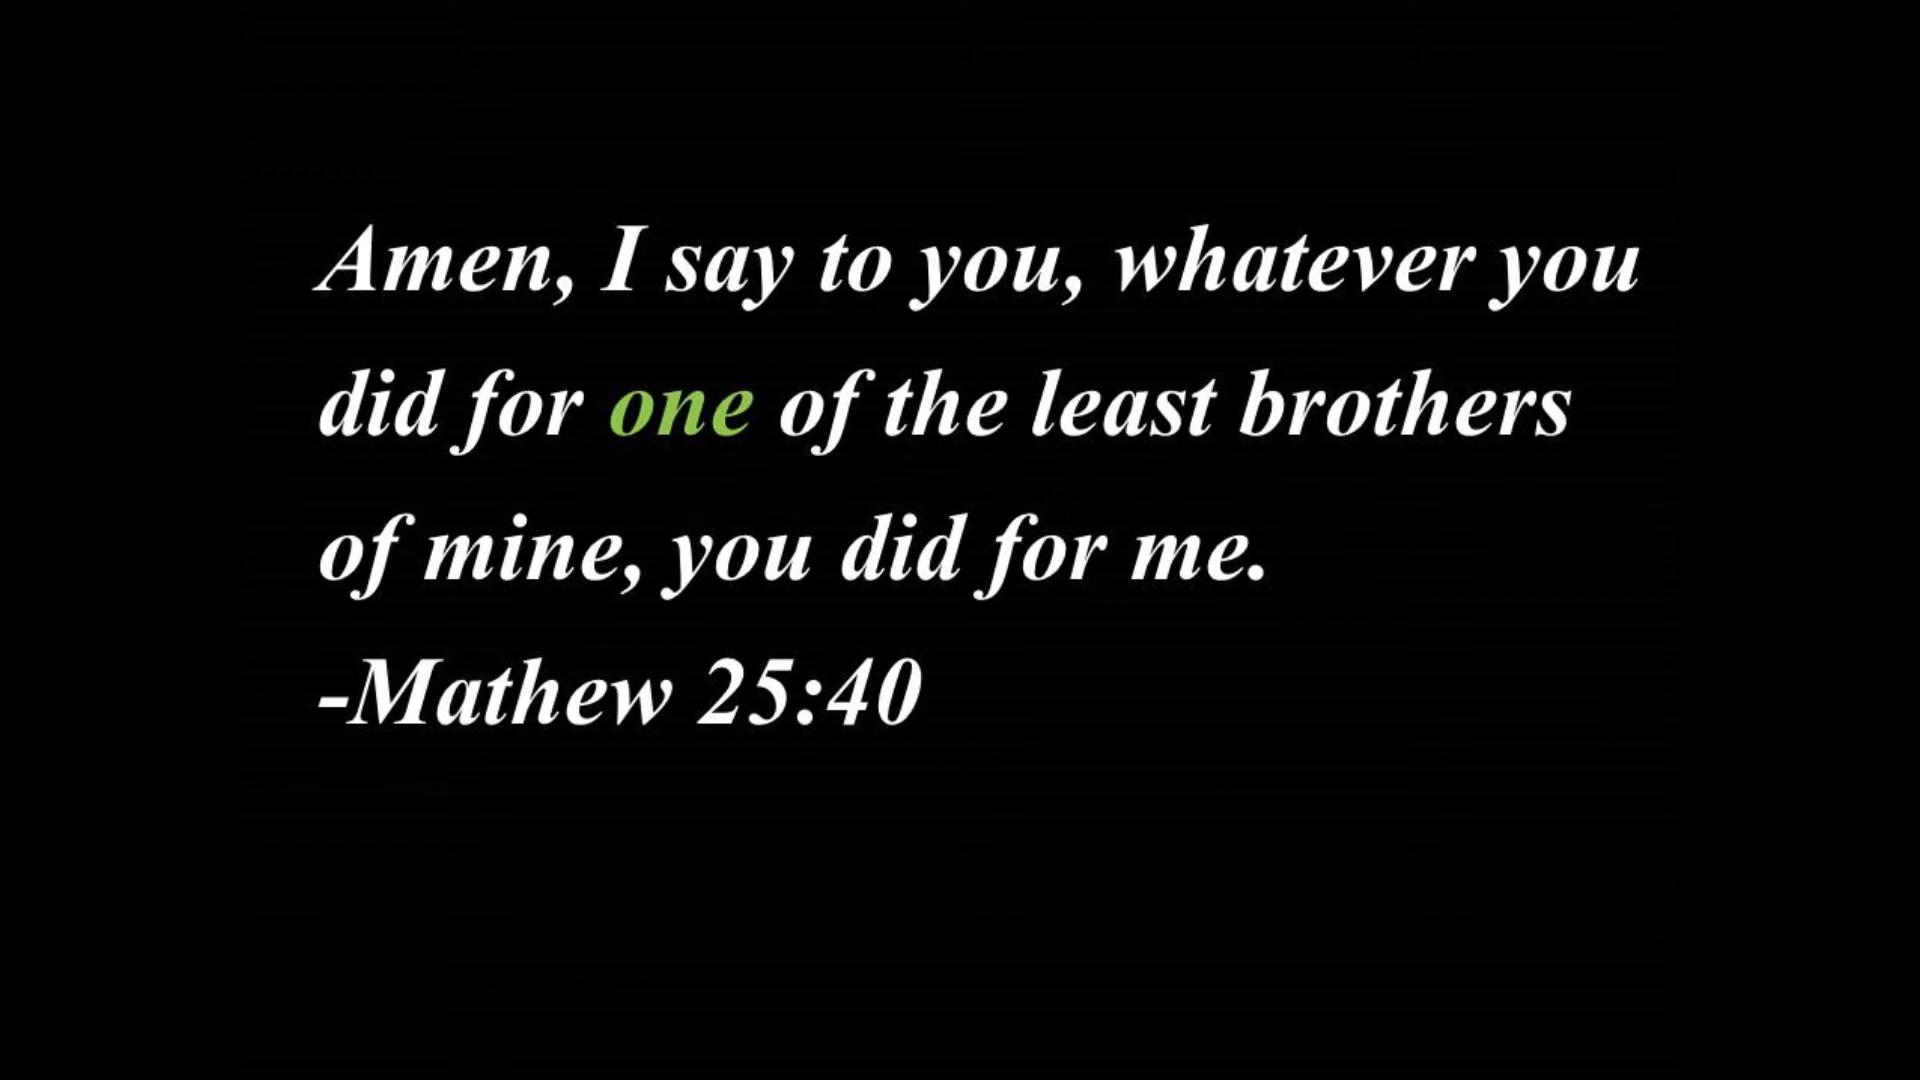 Amen, I say to you, whatever you
did for one of the least brothers
of mine, you did for me.
-Mathew 25:40